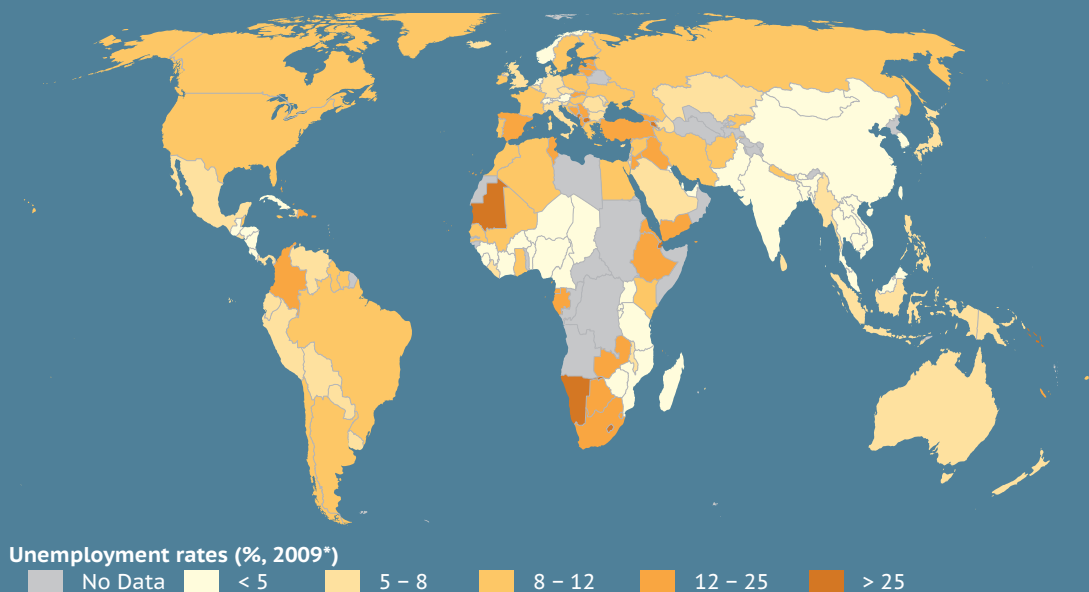 Unemployment rates (%, 2009*)
No Data < 5 5 – 8 8 – 12 12 – 25 > 25